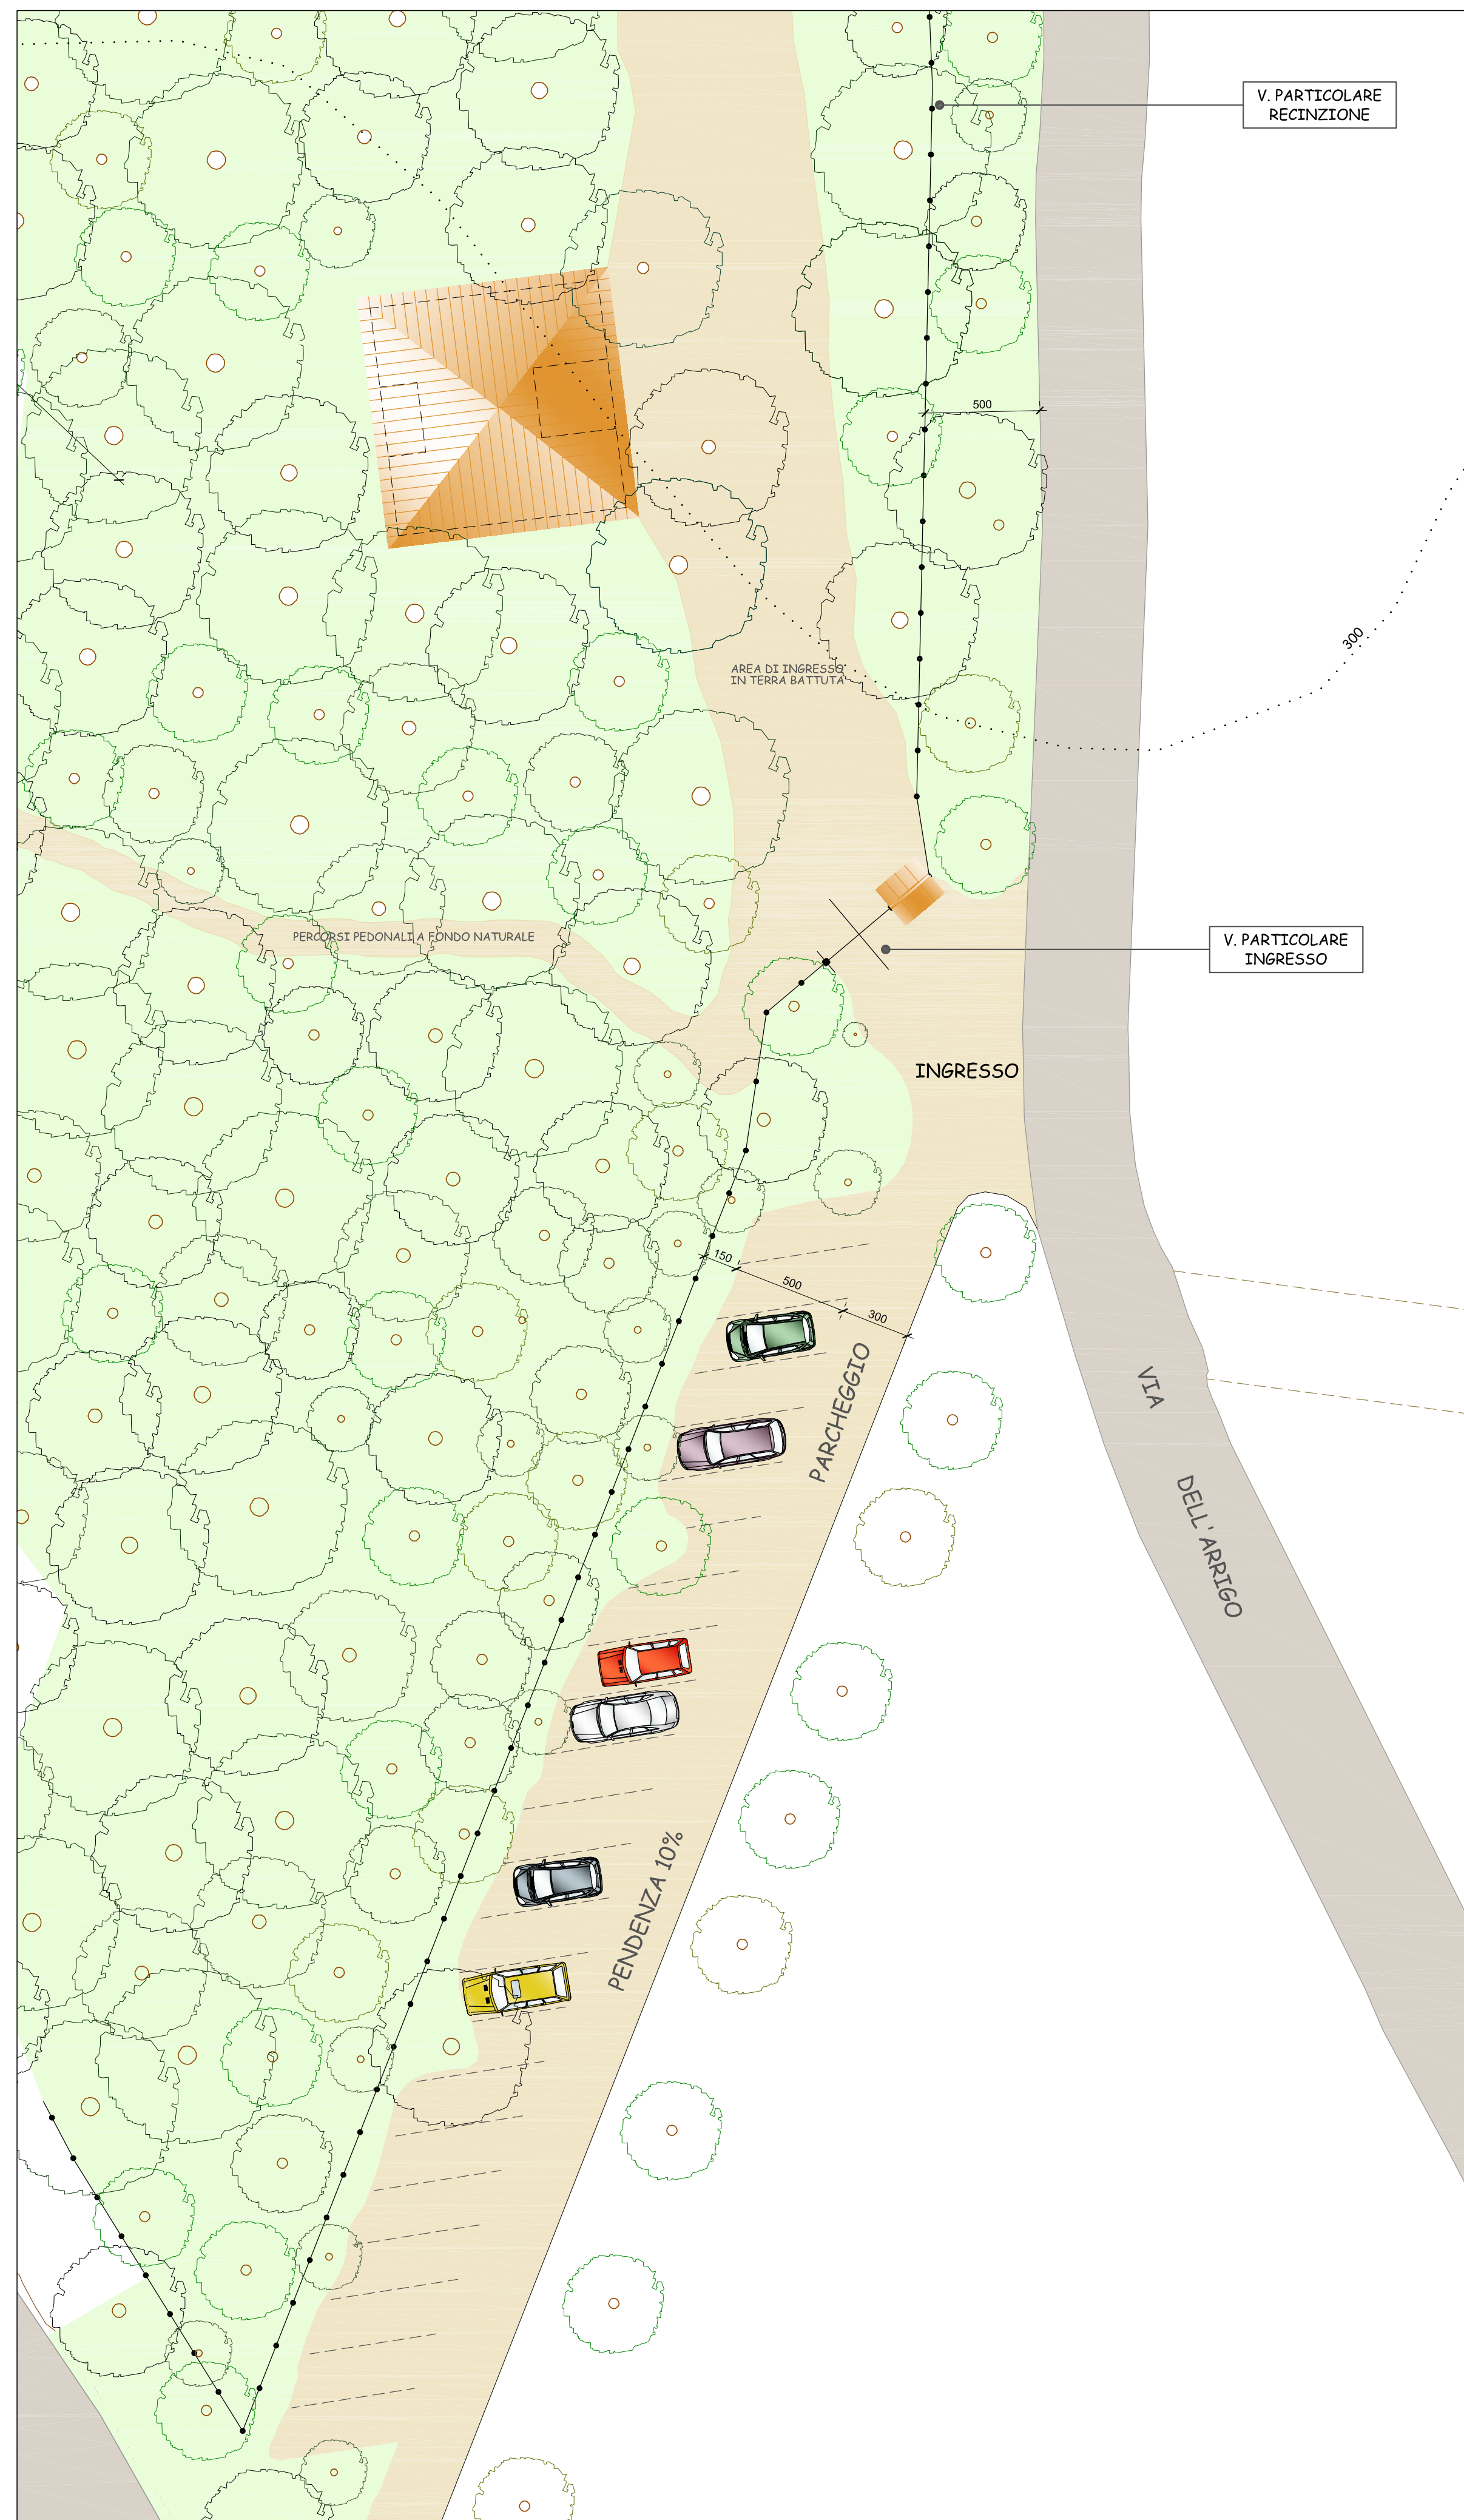 V. PARTICOLARE
RECINZIONE
500
300
AREA DI INGRESSO
IN TERRA BATTUTA
PERCORSI PEDONALI A FONDO NATURALE
V. PARTICOLARE
INGRESSO
INGRESSO
150
500
300
PARCHEGGIO
VIA
DELL' ARRIGO
PENDENZA 10%